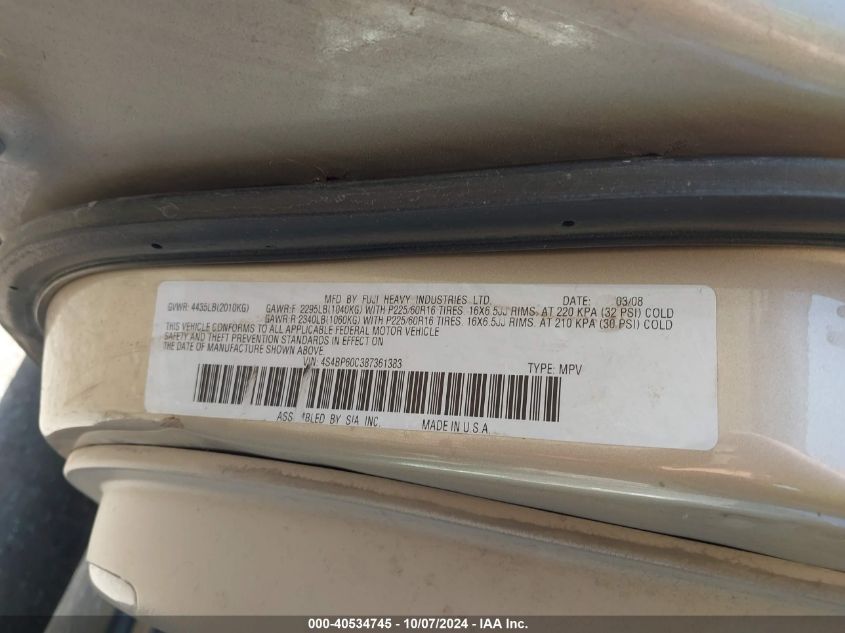 MFD BY FUJI HEAVY INDUSTRIES LTD. DATE: 03/08
GVWR: 4435LB(2010KG) GAWR:F 2295LB(1040KG) WITH P225/60R16 TIRES. 16X6.5JJ RIMS. AT 220 KPA (32 PSI) COLD
GAWR:R 2340LB(1060KG) WITH P225/60R16 TIRES. 16X6.5JJ RIMS. AT 210 KPA (30 PSI) COLD
THIS VEHICLE CONFORMS TO ALL APPLICABLE FEDERAL MOTOR VEHICLE
SAFETY AND THEFT PREVENTION STANDARDS IN EFFECT ON
THE DATE OF MANUFACTURE SHOWN ABOVE.
VIN: 4S4BP60C387361383 TYPE: MPV
BY SIA INC. MADE IN U.S.A.
000-40534745 - 10/07/2024 - IAA Inc.